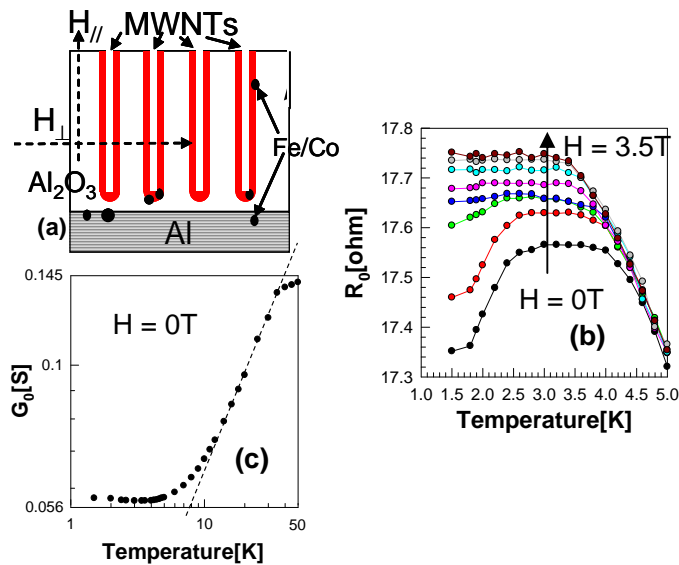 H// MWNTs
H⊥
Fe/Co
Al2O3
(a)
Al
0.145
H = 0T
0.1
G0[S]
(c)
0.056
1 10 50
Temperature[K]
17.8
H = 3.5T
17.7
17.6
R0[ohm]
17.5
H = 0T
17.4
(b)
17.3
1.0 1.5 2.0 2.5 3.0 3.5 4.0 4.5 5.0
Temperature[K]